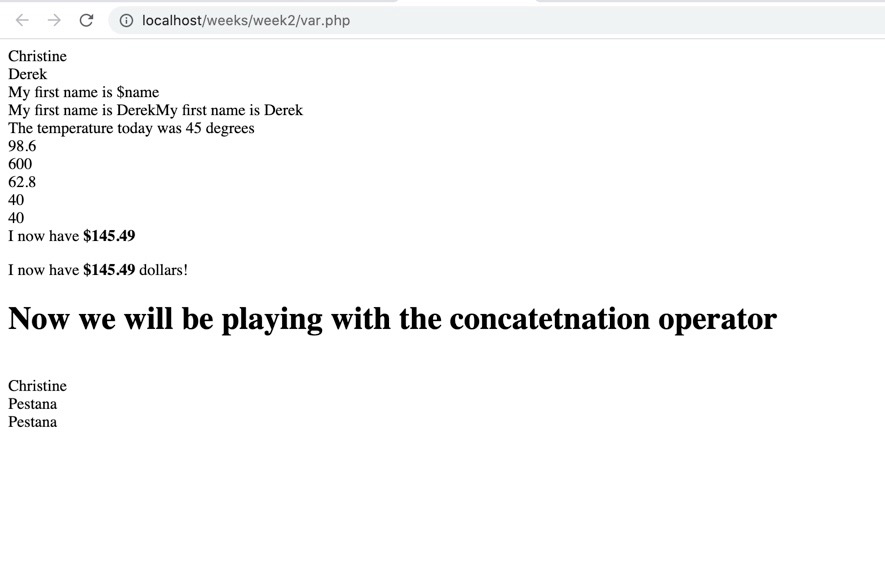 localhost/weeks/week2/var.php
Christine
Derek
My first name is $name
My first name is DerekMy first name is Derek
The temperature today was 45 degrees
98.6
600
62.8
40
40
I now have $145.49
I now have $145.49 dollars!
Now we will be playing with the concatetnation operator
Christine
Pestana
Pestana